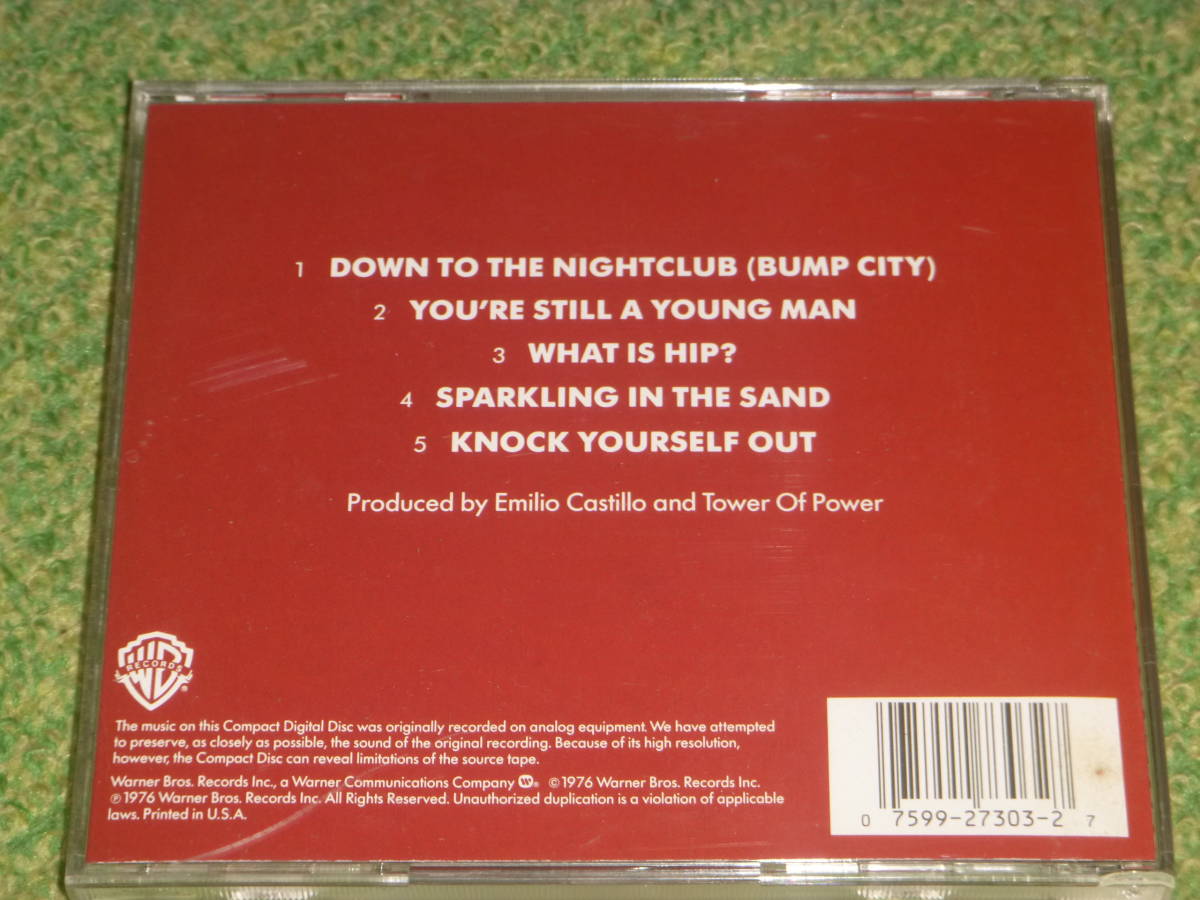 1 DOWN TO THE NIGHTCLUB (BUMP CITY)
2 YOU'RE STILL A YOUNG MAN
3 WHAT IS HIP?
4 SPARKLING IN THE SAND
5 KNOCK YOURSELF OUT
Produced by Emilio Castillo and Tower Of Power
WB
RECORDS
®
The music on this Compact Digital Disc was originally recorded on analog equipment. We have attempted
to preserve, as closely as possible, the sound of the original recording. Because of its high resolution,
however, the Compact Disc can reveal limitations of the source tape.
Warner Bros. Records Inc., a Warner Communications Company ®. ©1976 Warner Bros. Records Inc.
℗1976 Warner Bros. Records Inc. All Rights Reserved. Unauthorized duplication is a violation of applicable
laws. Printed in U.S.A.
0 7599-27303-2 7